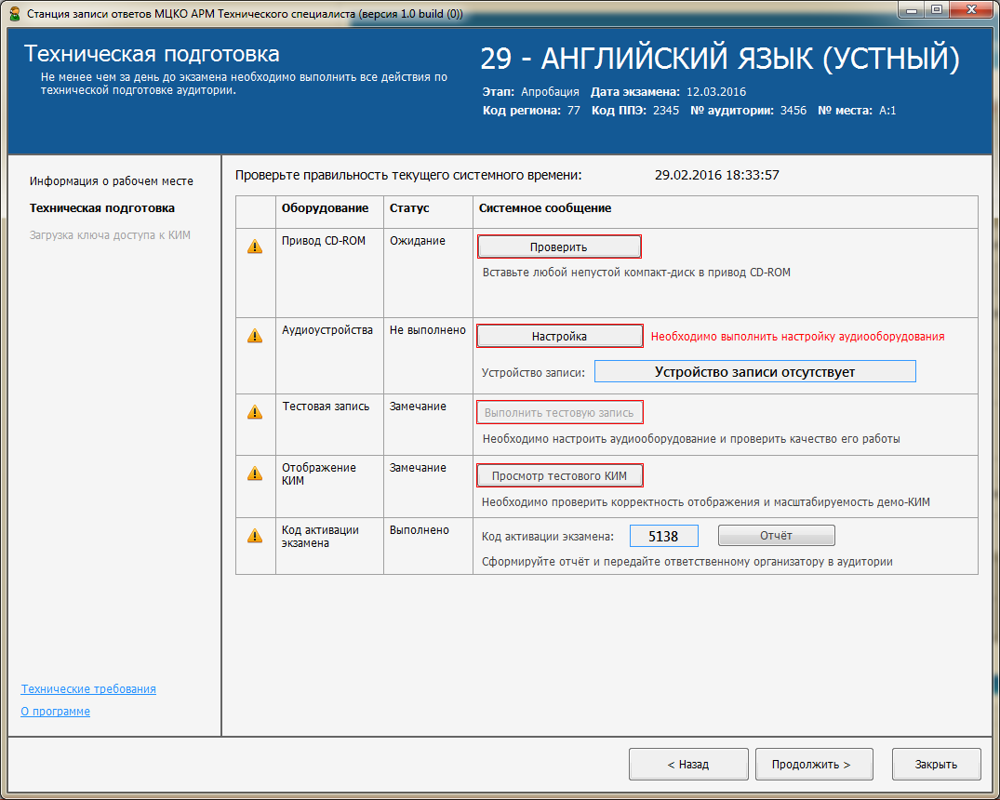 Станция записи ответов МЦКО АРМ Технического специалиста (версия 1.0 build (0))
Техническая подготовка
Не менее чем за день до экзамена необходимо выполнить все действия по
технической подготовке аудитории.
29 - АНГЛИЙСКИЙ ЯЗЫК (УСТНЫЙ)
Этап: Апробация Дата экзамена: 12.03.2016
Код региона: 77 Код ППЭ: 2345 № аудитории: 3456 № места: А:1
Информация о рабочем месте
Техническая подготовка
Загрузка ключа доступа к КИМ
Проверьте правильность текущего системного времени: 29.02.2016 18:33:57
Оборудование Статус Системное сообщение
Привод CD-ROM Ожидание Проверить
Вставьте любой непустой компакт-диск в привод CD-ROM
Аудиоустройства Не выполнено Настройка Необходимо выполнить настройку аудиооборудования
Устройство записи: Устройство записи отсутствует
Тестовая запись Замечание Выполнить тестовую запись
Необходимо настроить аудиооборудование и проверить качество его работы
Отображение
КИМ Замечание Просмотр тестового КИМ
Необходимо проверить корректность отображения и масштабируемость демо-КИМ
Код активации
экзамена Выполнено Код активации экзамена: 5138 Отчёт
Сформируйте отчёт и передайте ответственному организатору в аудитории
Технические требования
О программе
< Назад Продолжить > Закрыть